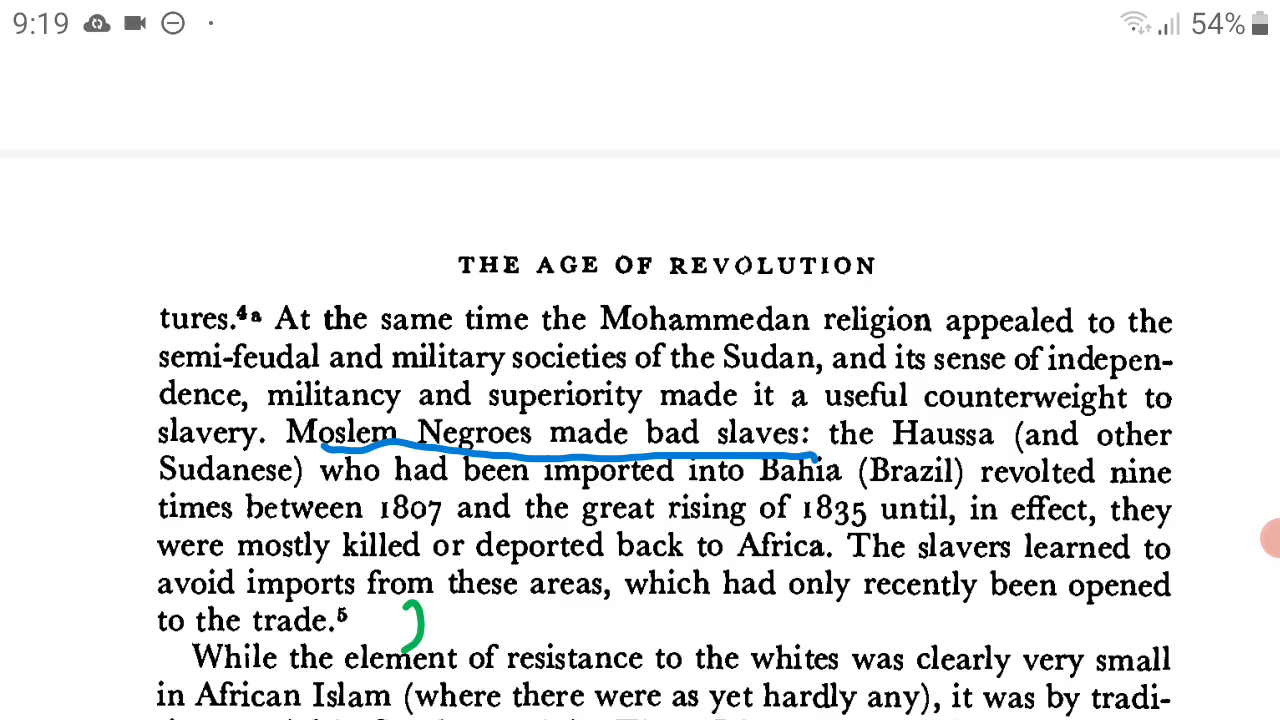 9:19 54%
THE AGE OF REVOLUTION
tures.⁴ᵃ At the same time the Mohammedan religion appealed to the
semi-feudal and military societies of the Sudan, and its sense of indepen-
dence, militancy and superiority made it a useful counterweight to
slavery. Moslem Negroes made bad slaves: the Haussa (and other
Sudanese) who had been imported into Bahia (Brazil) revolted nine
times between 1807 and the great rising of 1835 until, in effect, they
were mostly killed or deported back to Africa. The slavers learned to
avoid imports from these areas, which had only recently been opened
to the trade.⁵
While the element of resistance to the whites was clearly very small
in African Islam (where there were as yet hardly any), it was by tradi-